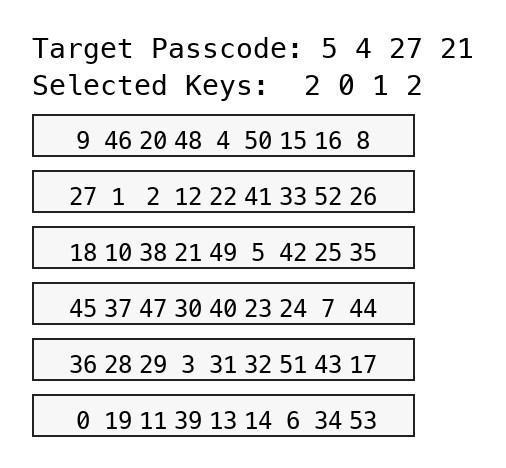 Target Passcode: 5 4 27 21
Selected Keys: 2 0 1 2
9 46 20 48 4 50 15 16 8
27 1 2 12 22 41 33 52 26
18 10 38 21 49 5 42 25 35
45 37 47 30 40 23 24 7 44
36 28 29 3 31 32 51 43 17
0 19 11 39 13 14 6 34 53